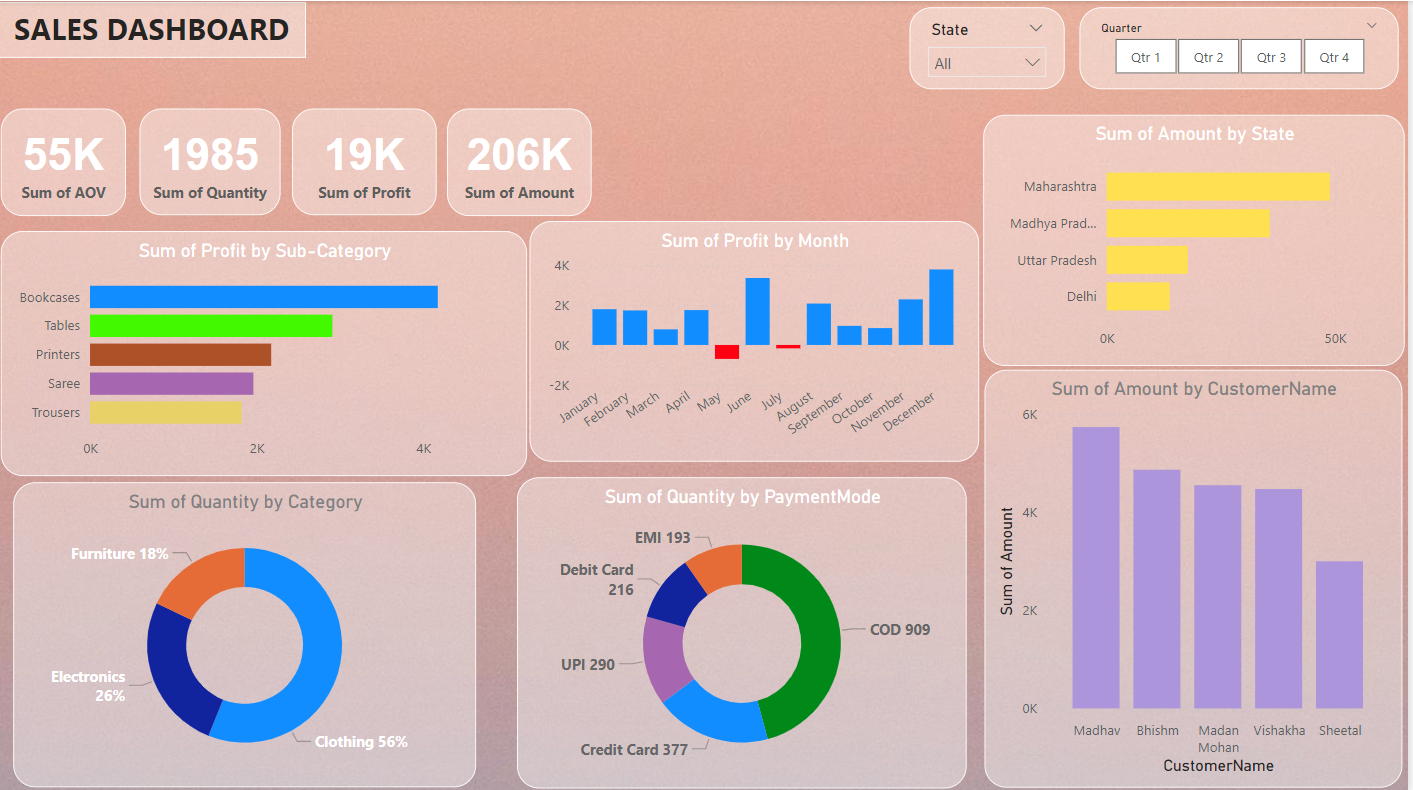 SALES DASHBOARD
State
All
Quarter
Qtr 1
Qtr 2
Qtr 3
Qtr 4
55K
Sum of AOV
1985
Sum of Quantity
19K
Sum of Profit
206K
Sum of Amount
Sum of Profit by Sub-Category
Bookcases
Tables
Printers
Saree
Trousers
0K
2K
4K
Sum of Profit by Month
4K
2K
0K
-2K
January
February
March
April
May
June
July
August
September
October
November
December
Sum of Amount by State
Maharashtra
Madhya Prad...
Uttar Pradesh
Delhi
0K
50K
Sum of Quantity by Category
Furniture 18%
Electronics
26%
Clothing 56%
Sum of Quantity by PaymentMode
EMI 193
Debit Card
216
UPI 290
Credit Card 377
COD 909
Sum of Amount by CustomerName
Sum of Amount
6K
4K
2K
0K
Madhav
Bhishm
Madan
Mohan
Vishakha
Sheetal
CustomerName